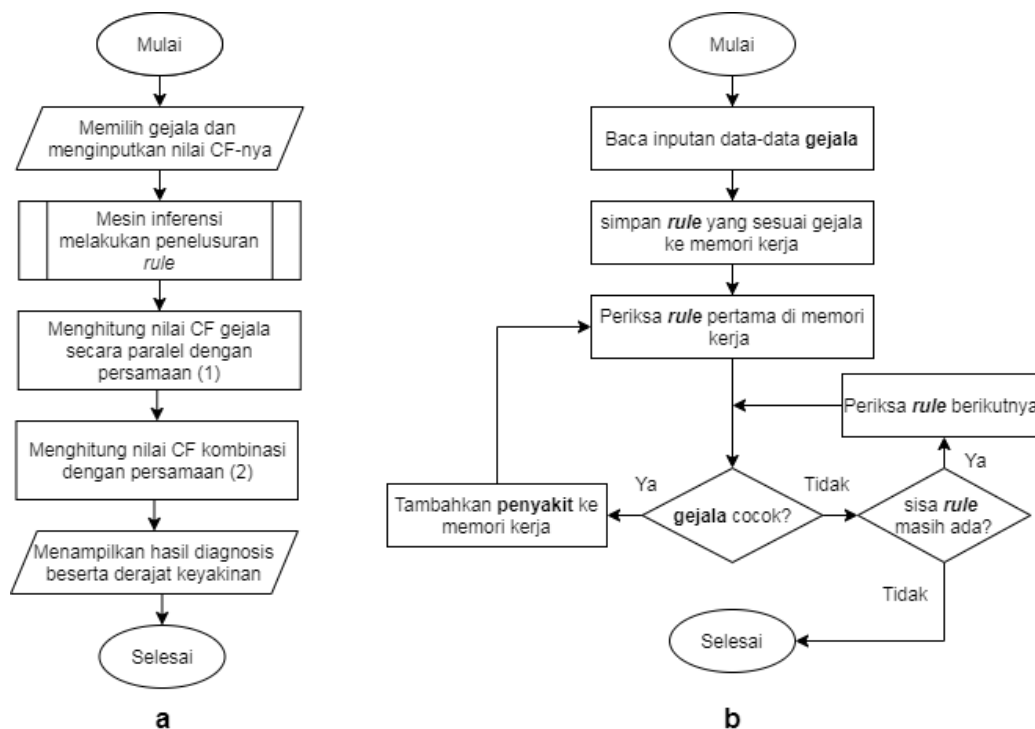 Mulai
Memilih gejala dan
menginputkan nilai CF-nya
Mesin inferensi
melakukan penelusuran
rule
Menghitung nilai CF gejala
secara paralel dengan
persamaan (1)
Menghitung nilai CF kombinasi
dengan persamaan (2)
Menampilkan hasil diagnosis
beserta derajat keyakinan
Selesai
a
Mulai
Baca inputan data-data gejala
simpan rule yang sesuai gejala
ke memori kerja
Periksa rule pertama di memori
kerja
Periksa rule berikutnya
Ya
Tambahkan penyakit ke
memori kerja
gejala cocok?
Tidak
Ya
sisa rule
masih ada?
Tidak
Selesai
b